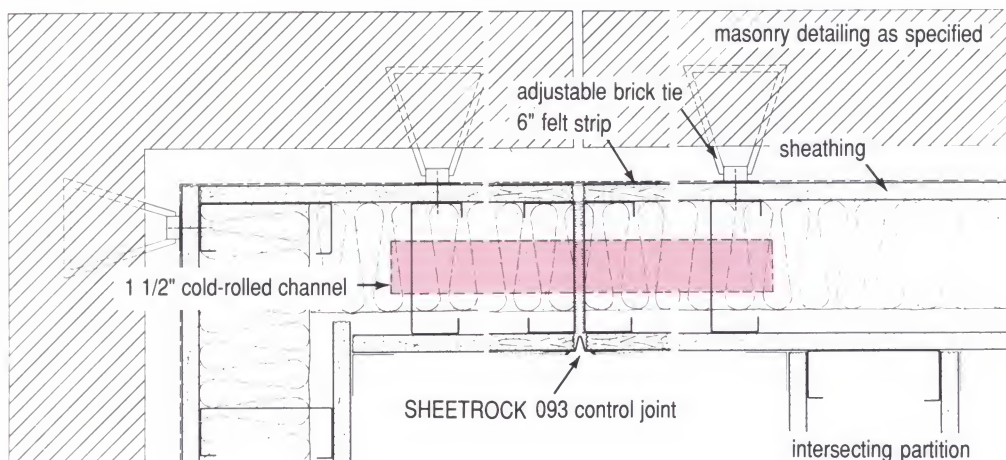 masonry detailing as specified
adjustable brick tie
6" felt strip
sheathing
1 1/2" cold-rolled channel
SHEETROCK 093 control joint
intersecting partition